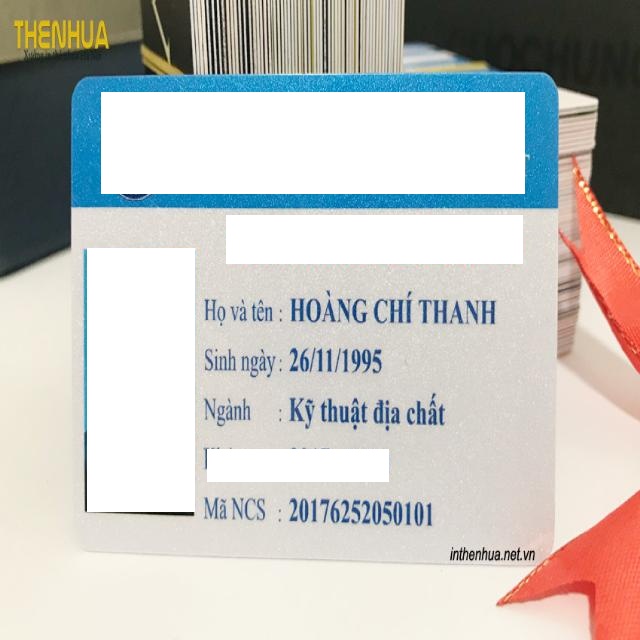 THENHUA
KHOCHUNG
Họ và tên : HOÀNG CHÍ THANH
Sinh ngày : 26/11/1995
Ngành : Kỹ thuật địa chất
Mã NCS : 20176252050101
inthenhua.net.vn